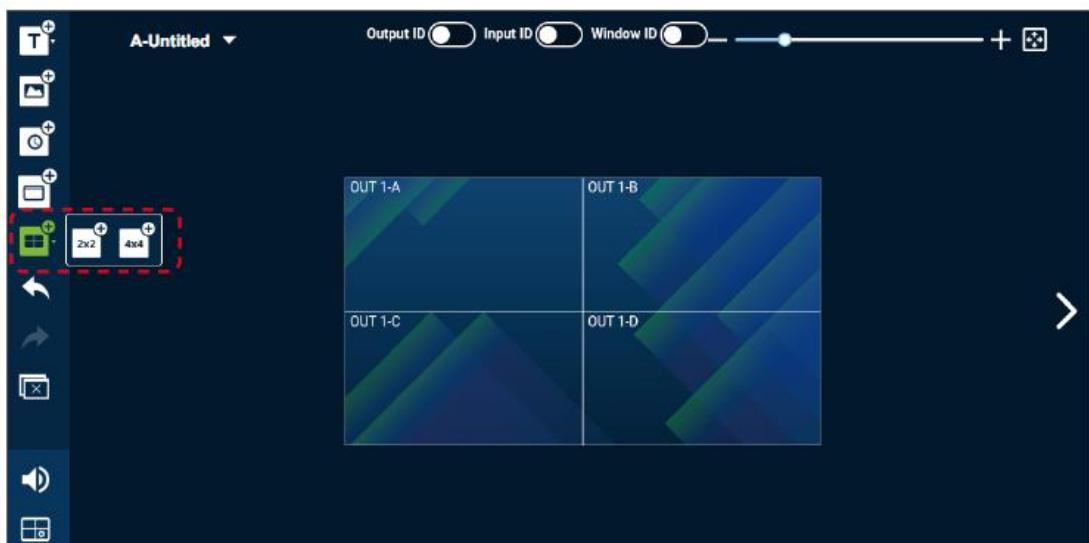 T
A-Untitled
Output ID
Input ID
Window ID
2x2
4x4
OUT 1-A
OUT 1-B
OUT 1-C
OUT 1-D